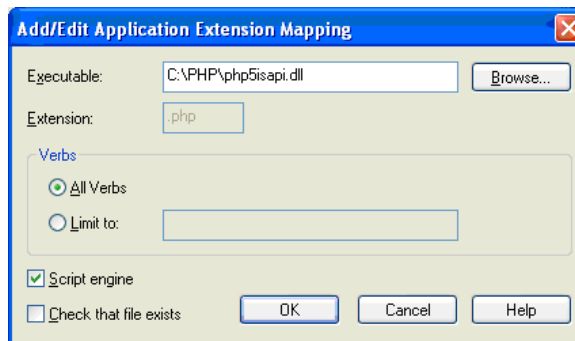 Add/Edit Application Extension Mapping
Executable: C:\PHP\php5isapi.dll Browse...
Extension: .php
Verbs
All Verbs
Limit to:
Script engine
Check that file exists OK Cancel Help